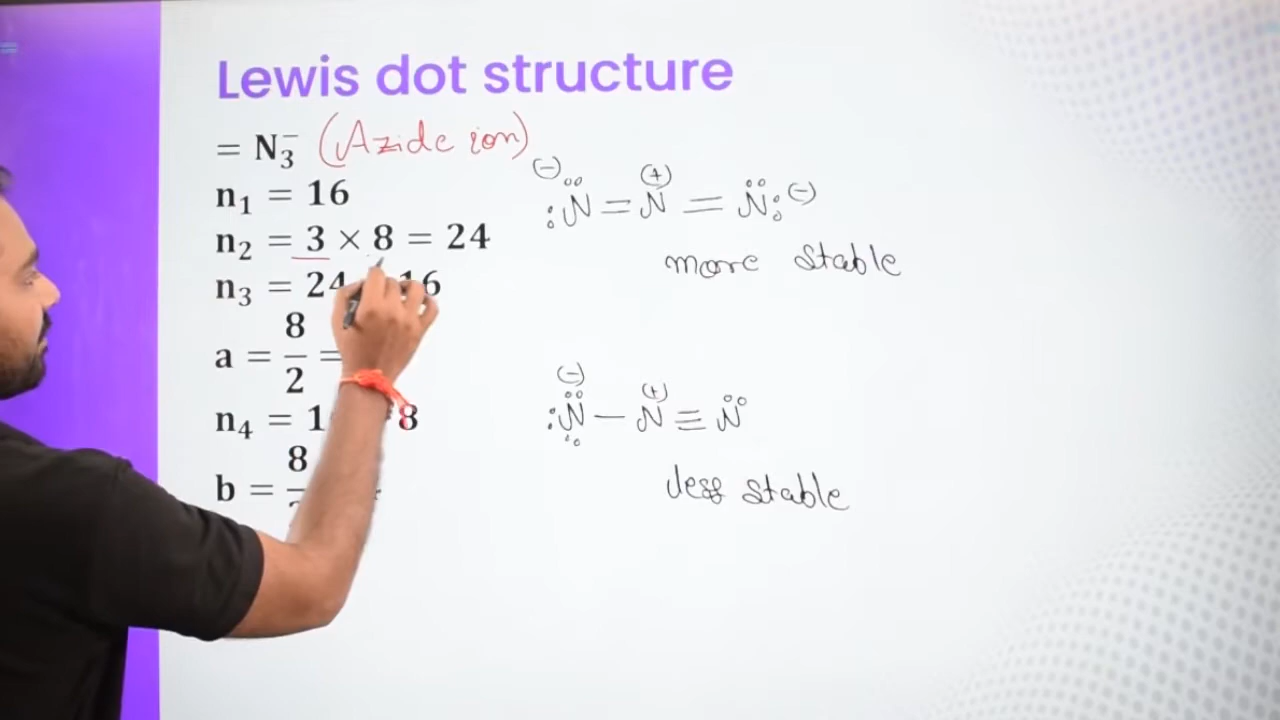 Lewis dot structure
= N₃⁻ (Azide ion)
n₁ = 16
n₂ = 3 × 8 = 24
n₃ = 24 16
a = 8/2 =
n₄ = 1 8
b = 8/
(-) :N̈ = N(+) = N̈: (-)
more stable
(-) :N̈ — N(+) ≡ N̈
less stable